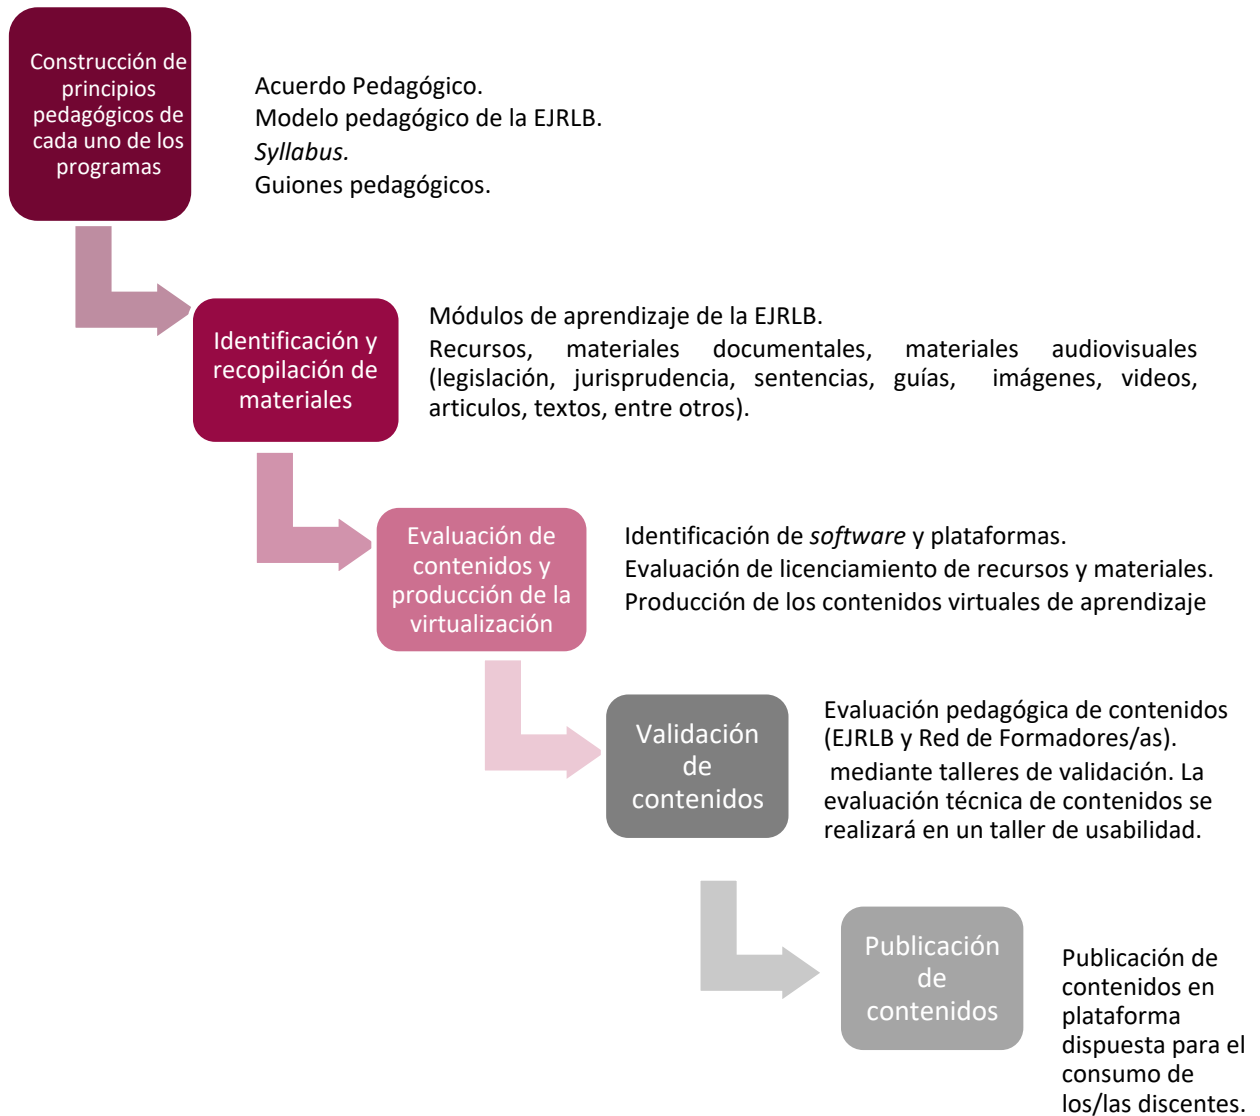 Construcción de
principios
pedagógicos de
cada uno de los
programas
Acuerdo Pedagógico.
Modelo pedagógico de la EJRLB.
Syllabus.
Guiones pedagógicos.
Identificación y
recopilación de
materiales
Módulos de aprendizaje de la EJRLB.
Recursos, materiales documentales, materiales audiovisuales
(legislación, jurisprudencia, sentencias, guías, imágenes, videos,
articulos, textos, entre otros).
Evaluación de
contenidos y
producción de la
virtualización
Identificación de software y plataformas.
Evaluación de licenciamiento de recursos y materiales.
Producción de los contenidos virtuales de aprendizaje
Validación
de
contenidos
Evaluación pedagógica de contenidos
(EJRLB y Red de Formadores/as).
mediante talleres de validación. La
evaluación técnica de contenidos se
realizará en un taller de usabilidad.
Publicación
de
contenidos
Publicación de
contenidos en
plataforma
dispuesta para el
consumo de
los/las discentes.